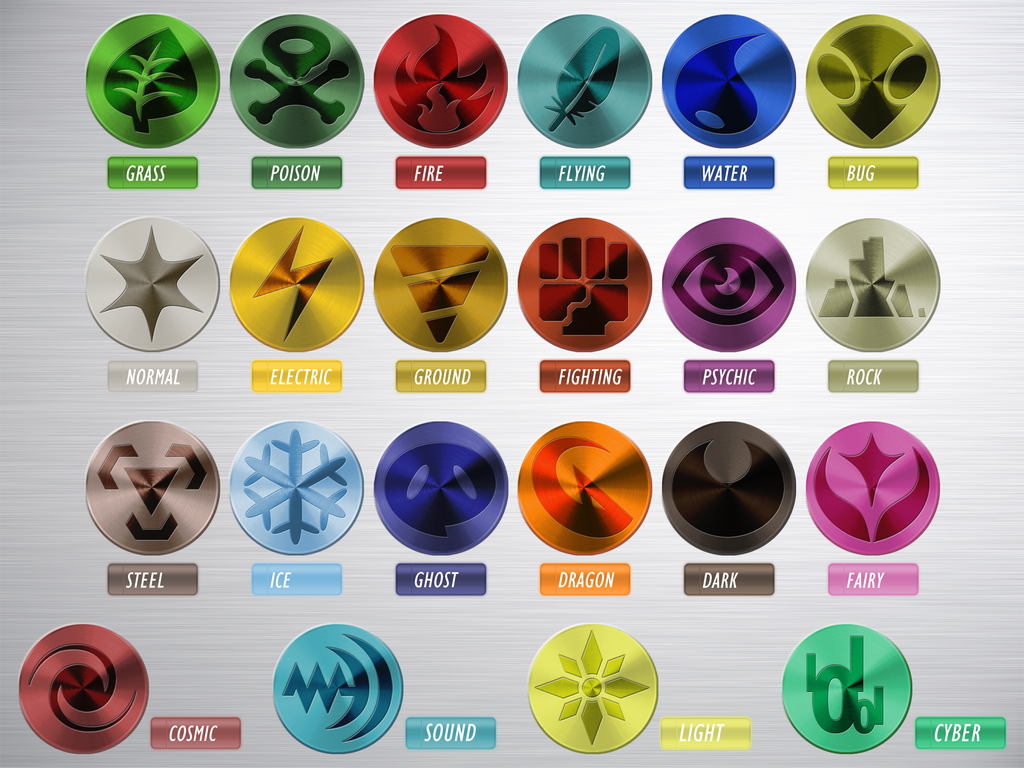 GRASS POISON FIRE FLYING WATER BUG
NORMAL ELECTRIC GROUND FIGHTING PSYCHIC ROCK
STEEL ICE GHOST DRAGON DARK FAIRY
COSMIC SOUND LIGHT CYBER